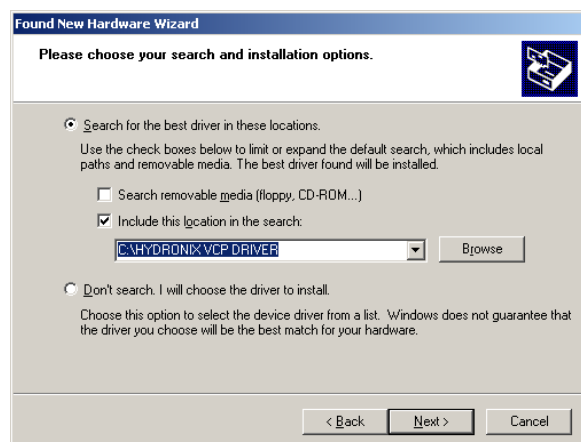 Found New Hardware Wizard
Please choose your search and installation options.
Search for the best driver in these locations.
Use the check boxes below to limit or expand the default search, which includes local
paths and removable media. The best driver found will be installed.
Search removable media (floppy, CD-ROM...)
Include this location in the search:
C:\HYDRONIX VCP DRIVER
Browse
Don't search. I will choose the driver to install.
Choose this option to select the device driver from a list. Windows does not guarantee that
the driver you choose will be the best match for your hardware.
< Back
Next >
Cancel